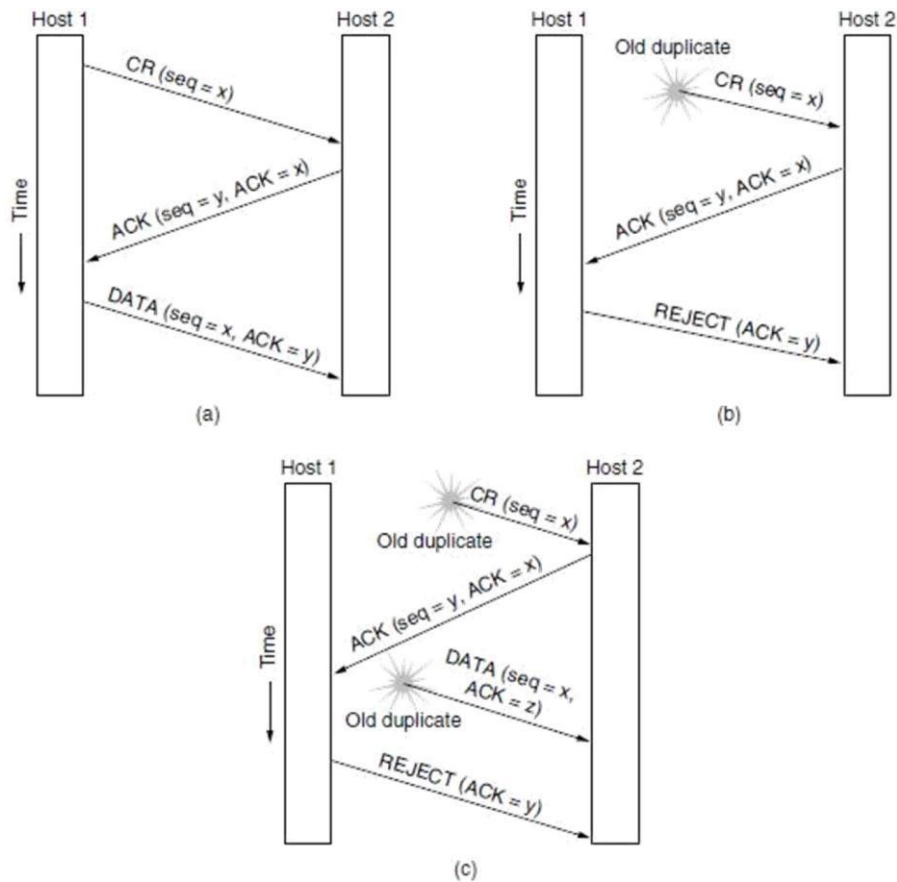 Host 1
Host 2
CR (seq = x)
ACK (seq = y, ACK = x)
DATA (seq = x, ACK = y)
Time
(a)
Host 1
Host 2
Old duplicate
CR (seq = x)
ACK (seq = y, ACK = x)
REJECT (ACK = y)
Time
(b)
Host 1
Host 2
CR (seq = x)
Old duplicate
ACK (seq = y, ACK = x)
DATA (seq = x,
ACK = z)
Old duplicate
REJECT (ACK = y)
Time
(c)